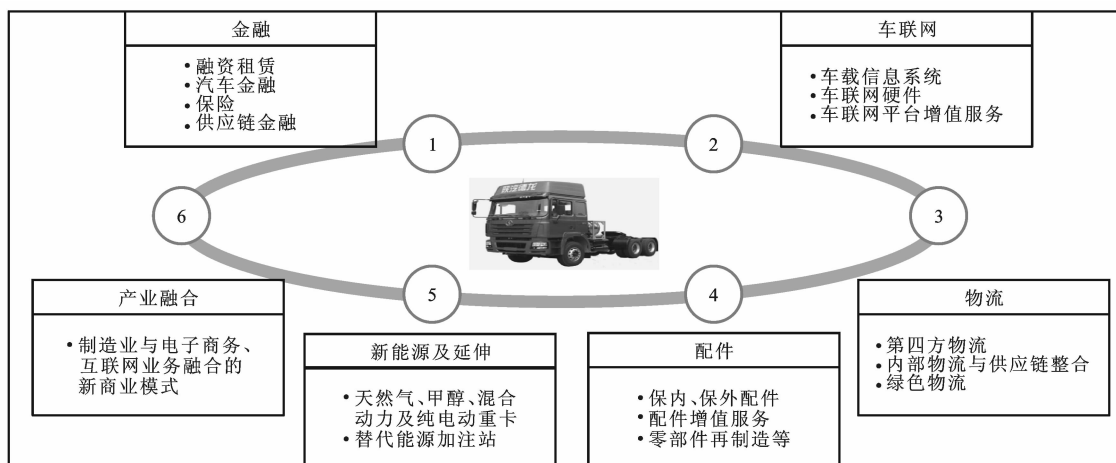 金融
• 融资租赁
• 汽车金融
• 保险
• 供应链金融
车联网
• 车载信息系统
• 车联网硬件
• 车联网平台增值服务
1
2
3
4
5
6
产业融合
• 制造业与电子商务、
互联网业务融合的
新商业模式
新能源及延伸
• 天然气、甲醇、混合
动力及纯电动重卡
• 替代能源加注站
配件
• 保内、保外配件
• 配件增值服务
• 零部件再制造等
物流
• 第四方物流
• 内部物流与供应链整合
• 绿色物流